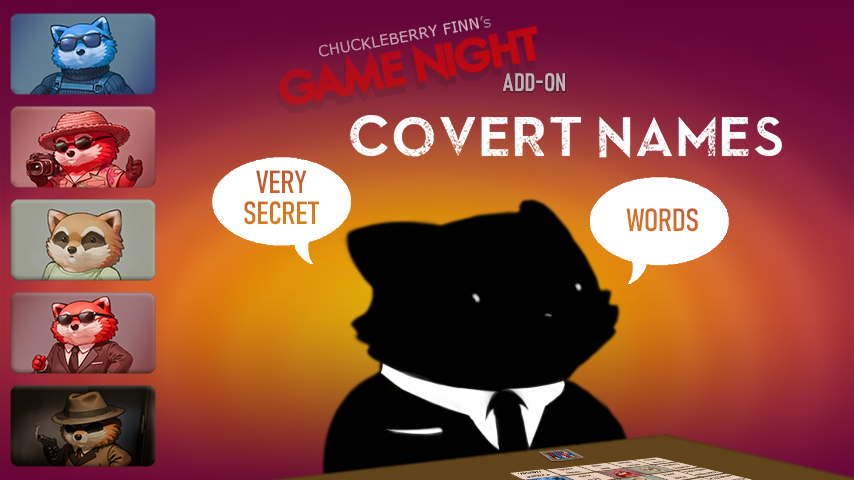 CHUCKLEBERRY FINN's
GAME NIGHT
ADD-ON
COVERT NAMES
VERY
SECRET
WORDS